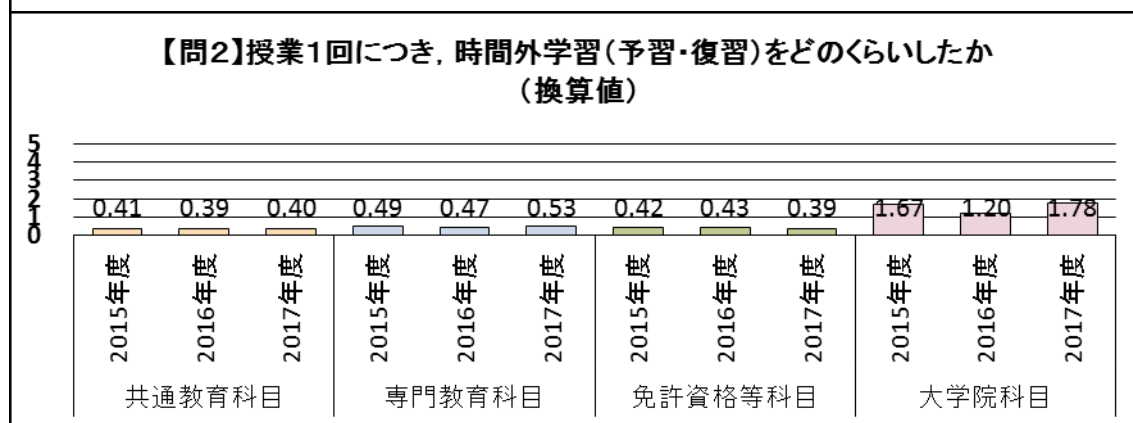 【問2】授業1回につき，時間外学習（予習・復習）をどのくらいしたか
（換算値）
5
4
3
2
1
0
0.41 0.39 0.40 0.49 0.47 0.53 0.42 0.43 0.39 1.67 1.20 1.78
2015年度 2016年度 2017年度 2015年度 2016年度 2017年度 2015年度 2016年度 2017年度 2015年度 2016年度 2017年度
共通教育科目 専門教育科目 免許資格等科目 大学院科目